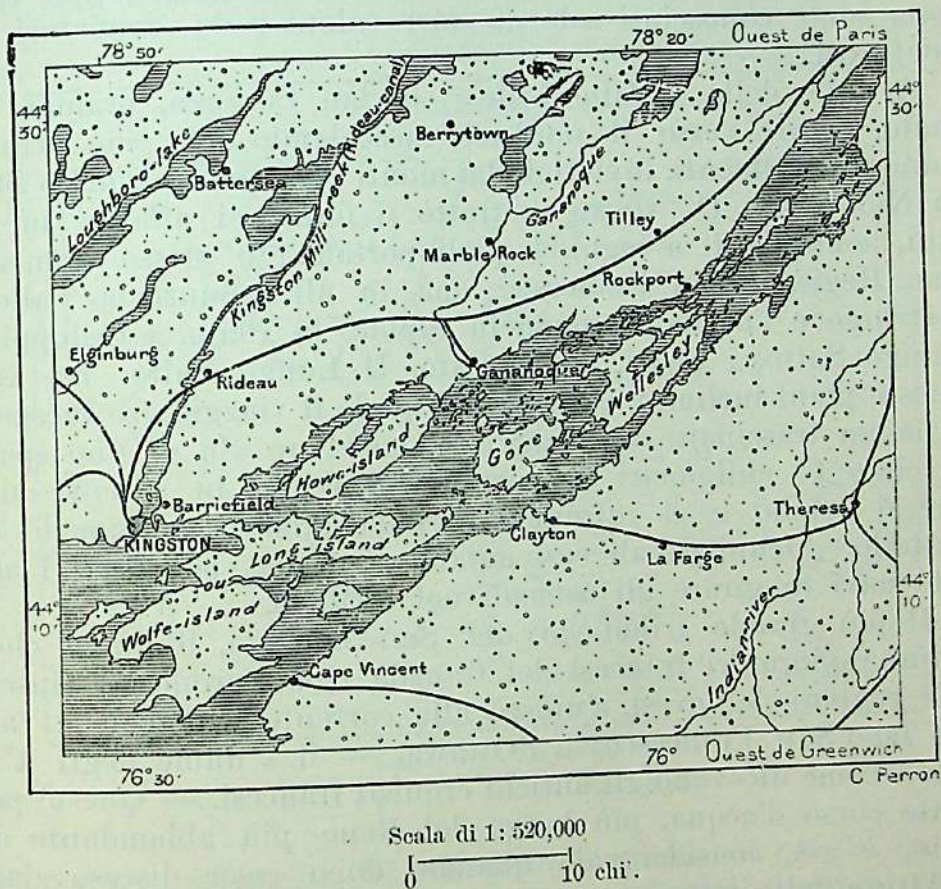 78° 50'
78° 20'
Ouest de Paris
44°
30'
44°
30'
Loughboro-lake
Battersea
Kingston Mill creek (Rideau canal)
Berrytown
Gananoque
Tilley
Marble Rock
Rockport
Elginburg
Rideau
Gananoque
Wellesley
Howe-island
Gore
Barriefield
KINGSTON
Long-island
Clayton
Theresa
La Farge
ou
Wolfe-island
44°
10'
44°
10'
Cape Vincent
Indian river
76° 30'
76°
Ouest de Greenwich
C Perron
Scala di 1:520,000
0 10 chi.